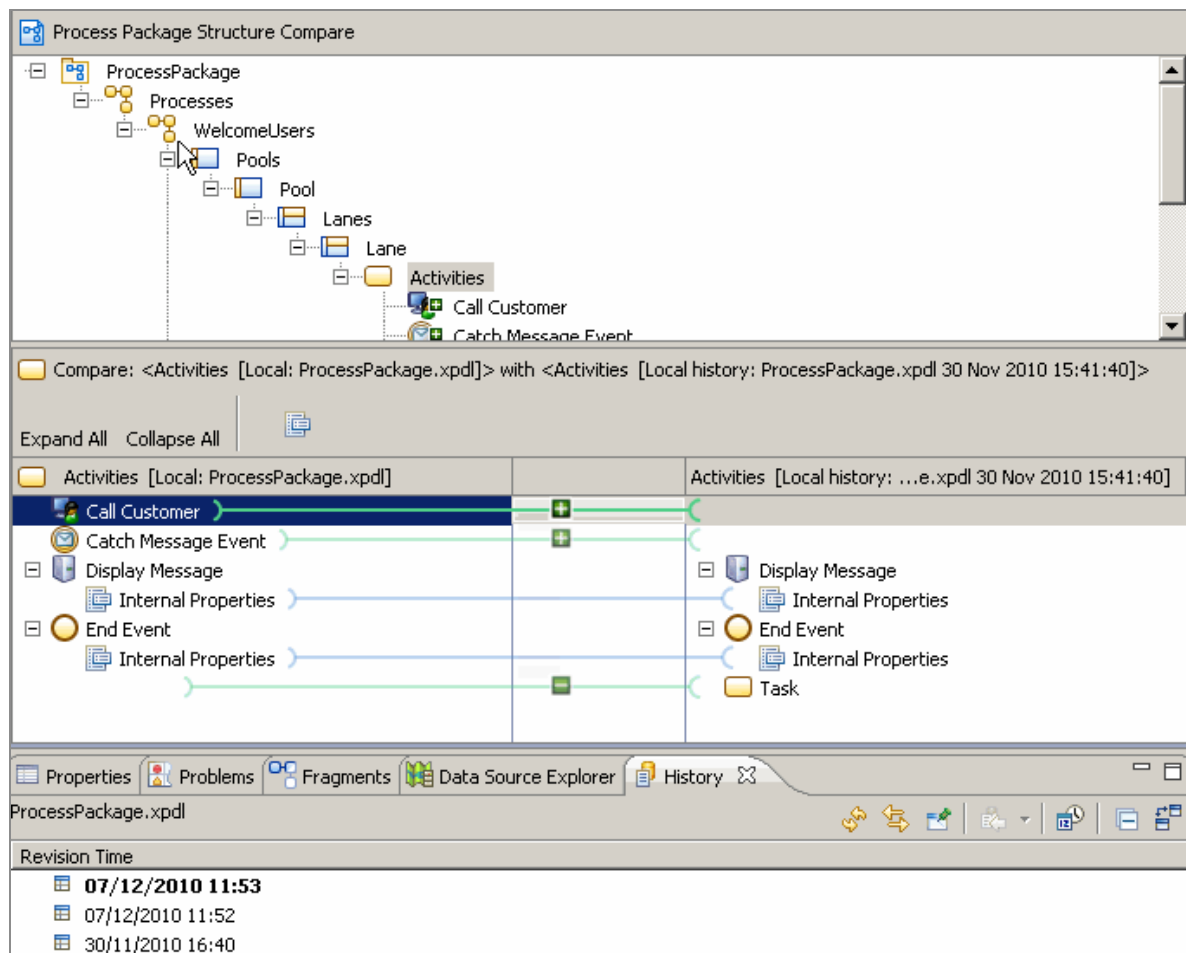 Process Package Structure Compare
ProcessPackage
Processes
WelcomeUsers
Pools
Pool
Lanes
Lane
Activities
Call Customer
Catch Message Event
Compare: <Activities [Local: ProcessPackage.xpdl]> with <Activities [Local history: ProcessPackage.xpdl 30 Nov 2010 15:41:40]>
Expand All Collapse All
Activities [Local: ProcessPackage.xpdl] Activities [Local history: ...e.xpdl 30 Nov 2010 15:41:40]
Call Customer
Catch Message Event
Display Message Display Message
Internal Properties Internal Properties
End Event End Event
Internal Properties Internal Properties
Task
Properties Problems Fragments Data Source Explorer History
ProcessPackage.xpdl
Revision Time
07/12/2010 11:53
07/12/2010 11:52
30/11/2010 16:40